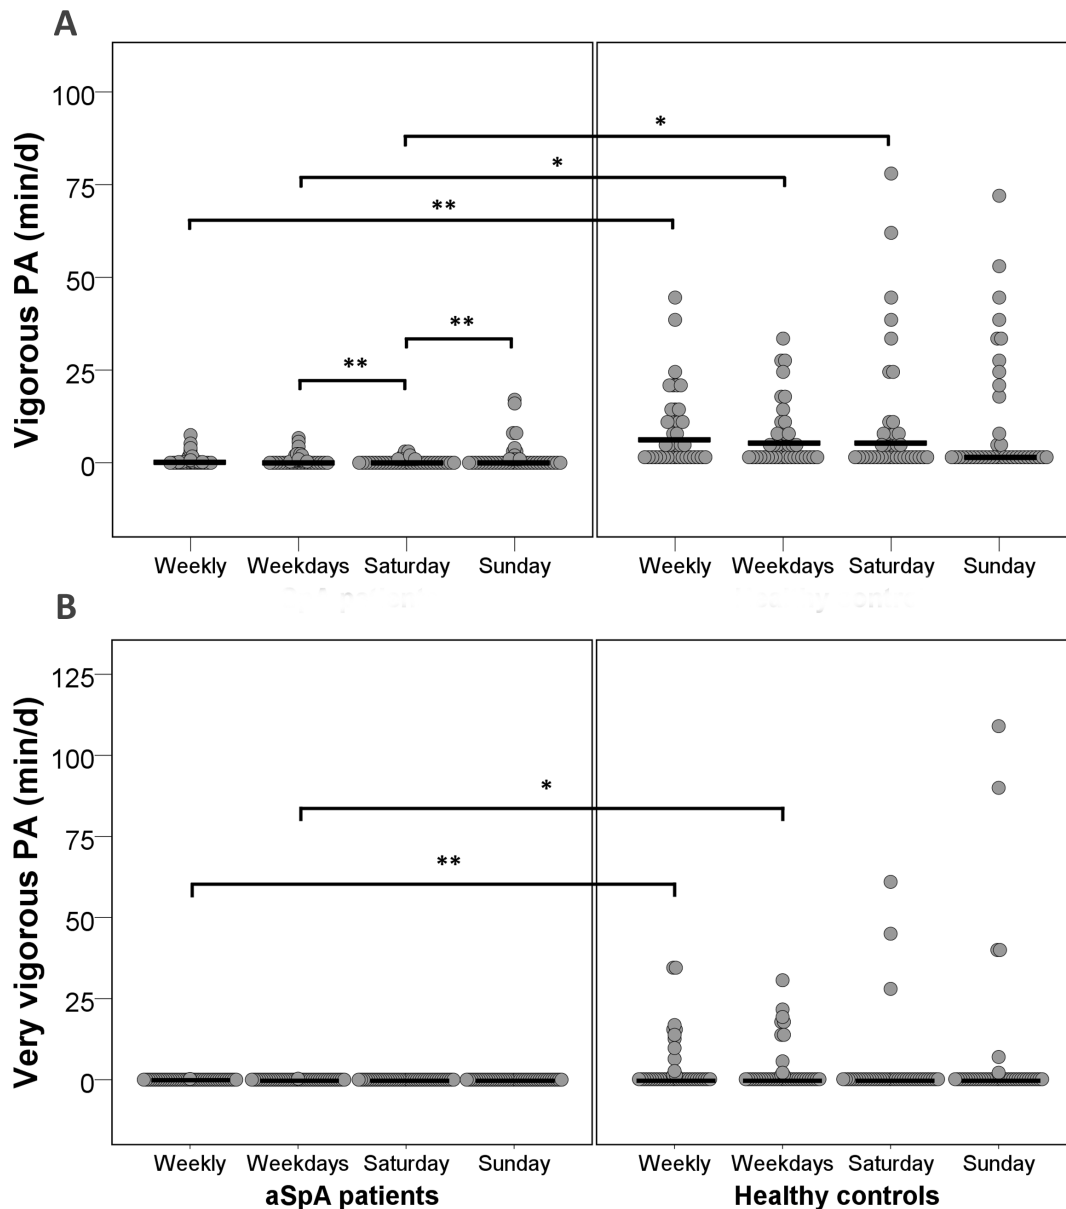 A
Vigorous PA (min/d)
100
75
50
25
0
*
*
**
**
**
Weekly Weekdays Saturday Sunday Weekly Weekdays Saturday Sunday
B
Very vigorous PA (min/d)
125
100
75
50
25
0
*
**
Weekly Weekdays Saturday Sunday Weekly Weekdays Saturday Sunday
aSpA patients Healthy controls